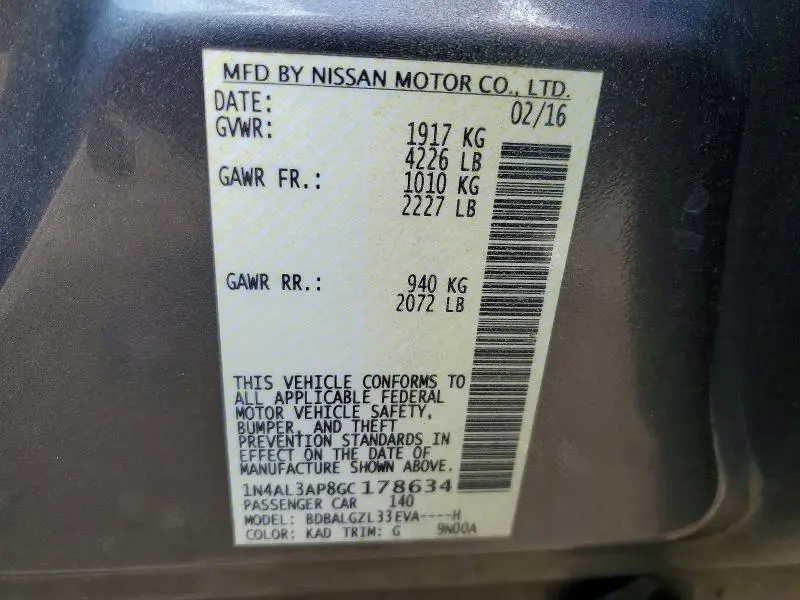 MFD BY NISSAN MOTOR CO., LTD.
DATE: 02/16
GVWR: 1917 KG
4226 LB
GAWR FR.: 1010 KG
2227 LB
GAWR RR.: 940 KG
2072 LB
THIS VEHICLE CONFORMS TO
ALL APPLICABLE FEDERAL
MOTOR VEHICLE SAFETY,
BUMPER, AND THEFT
PREVENTION STANDARDS IN
EFFECT ON THE DATE OF
MANUFACTURE SHOWN ABOVE.
1N4AL3AP8GC178634
PASSENGER CAR 140
MODEL: BDBALGZL33EVA----H
COLOR: KAD TRIM: G 9N00A